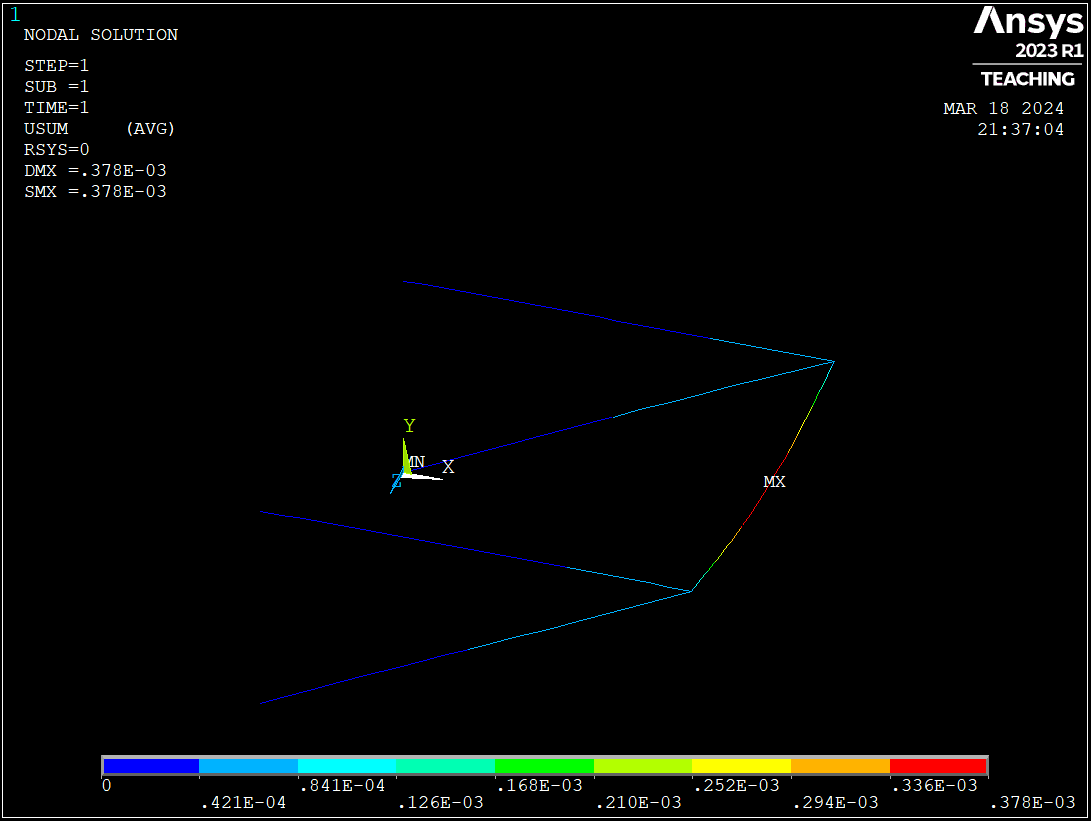 1
NODAL SOLUTION
STEP=1
SUB =1
TIME=1
USUM (AVG)
RSYS=0
DMX =.378E-03
SMX =.378E-03
Ansys
2023 R1
TEACHING
MAR 18 2024
21:37:04
Y
MN
X
Z
MX
0
.421E-04
.841E-04
.126E-03
.168E-03
.210E-03
.252E-03
.294E-03
.336E-03
.378E-03